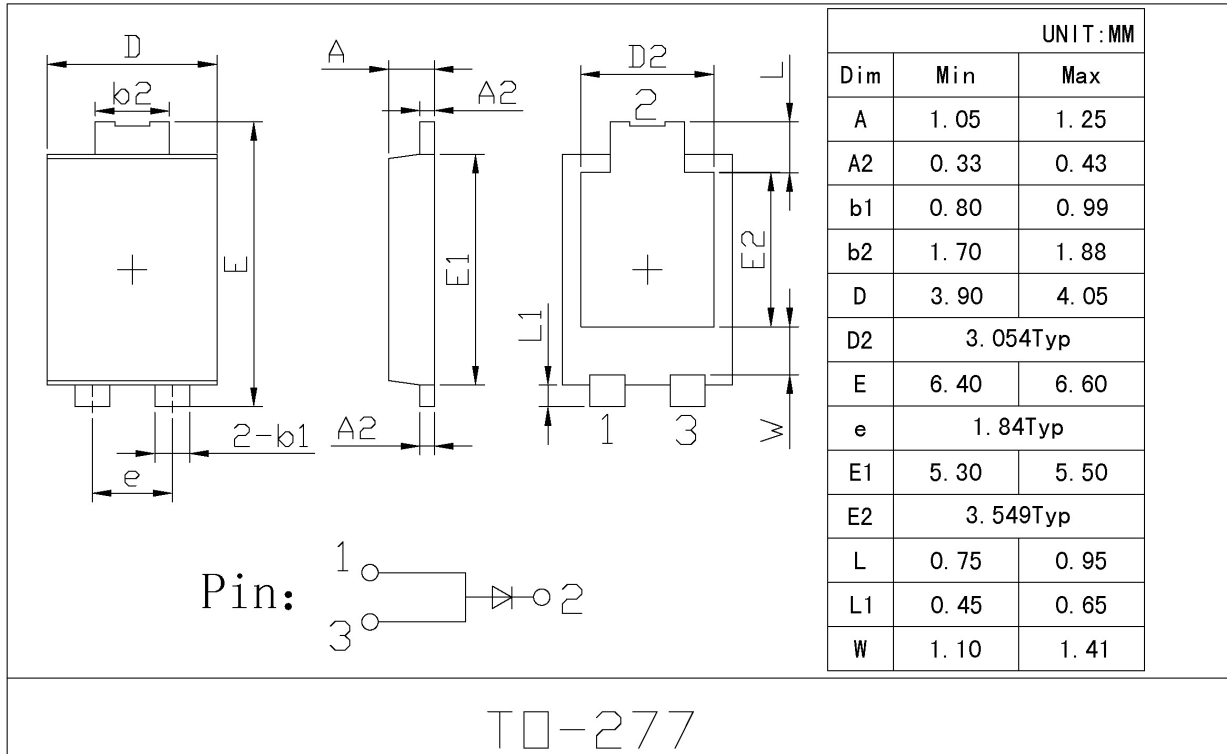 D
b2
E
2-b1
e
A
A2
E1
L1
A2
D2
L
2
E2
W
1 3
Pin:
1
3
2
UNIT:MM
Dim Min Max
A 1.05 1.25
A2 0.33 0.43
b1 0.80 0.99
b2 1.70 1.88
D 3.90 4.05
D2 3.054Typ
E 6.40 6.60
e 1.84Typ
E1 5.30 5.50
E2 3.549Typ
L 0.75 0.95
L1 0.45 0.65
W 1.10 1.41
TO-277